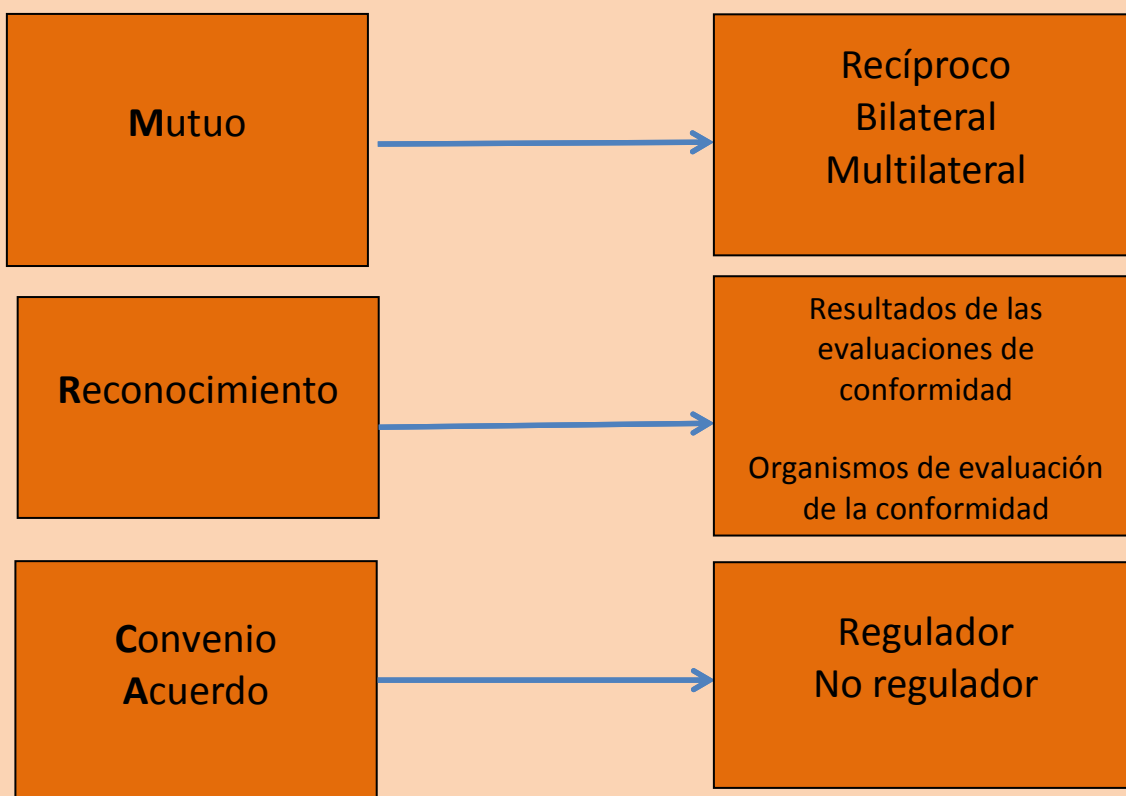 Mutuo
Recíproco
Bilateral
Multilateral
Reconocimiento
Resultados de las
evaluaciones de
conformidad
Organismos de evaluación
de la conformidad
Convenio
Acuerdo
Regulador
No regulador